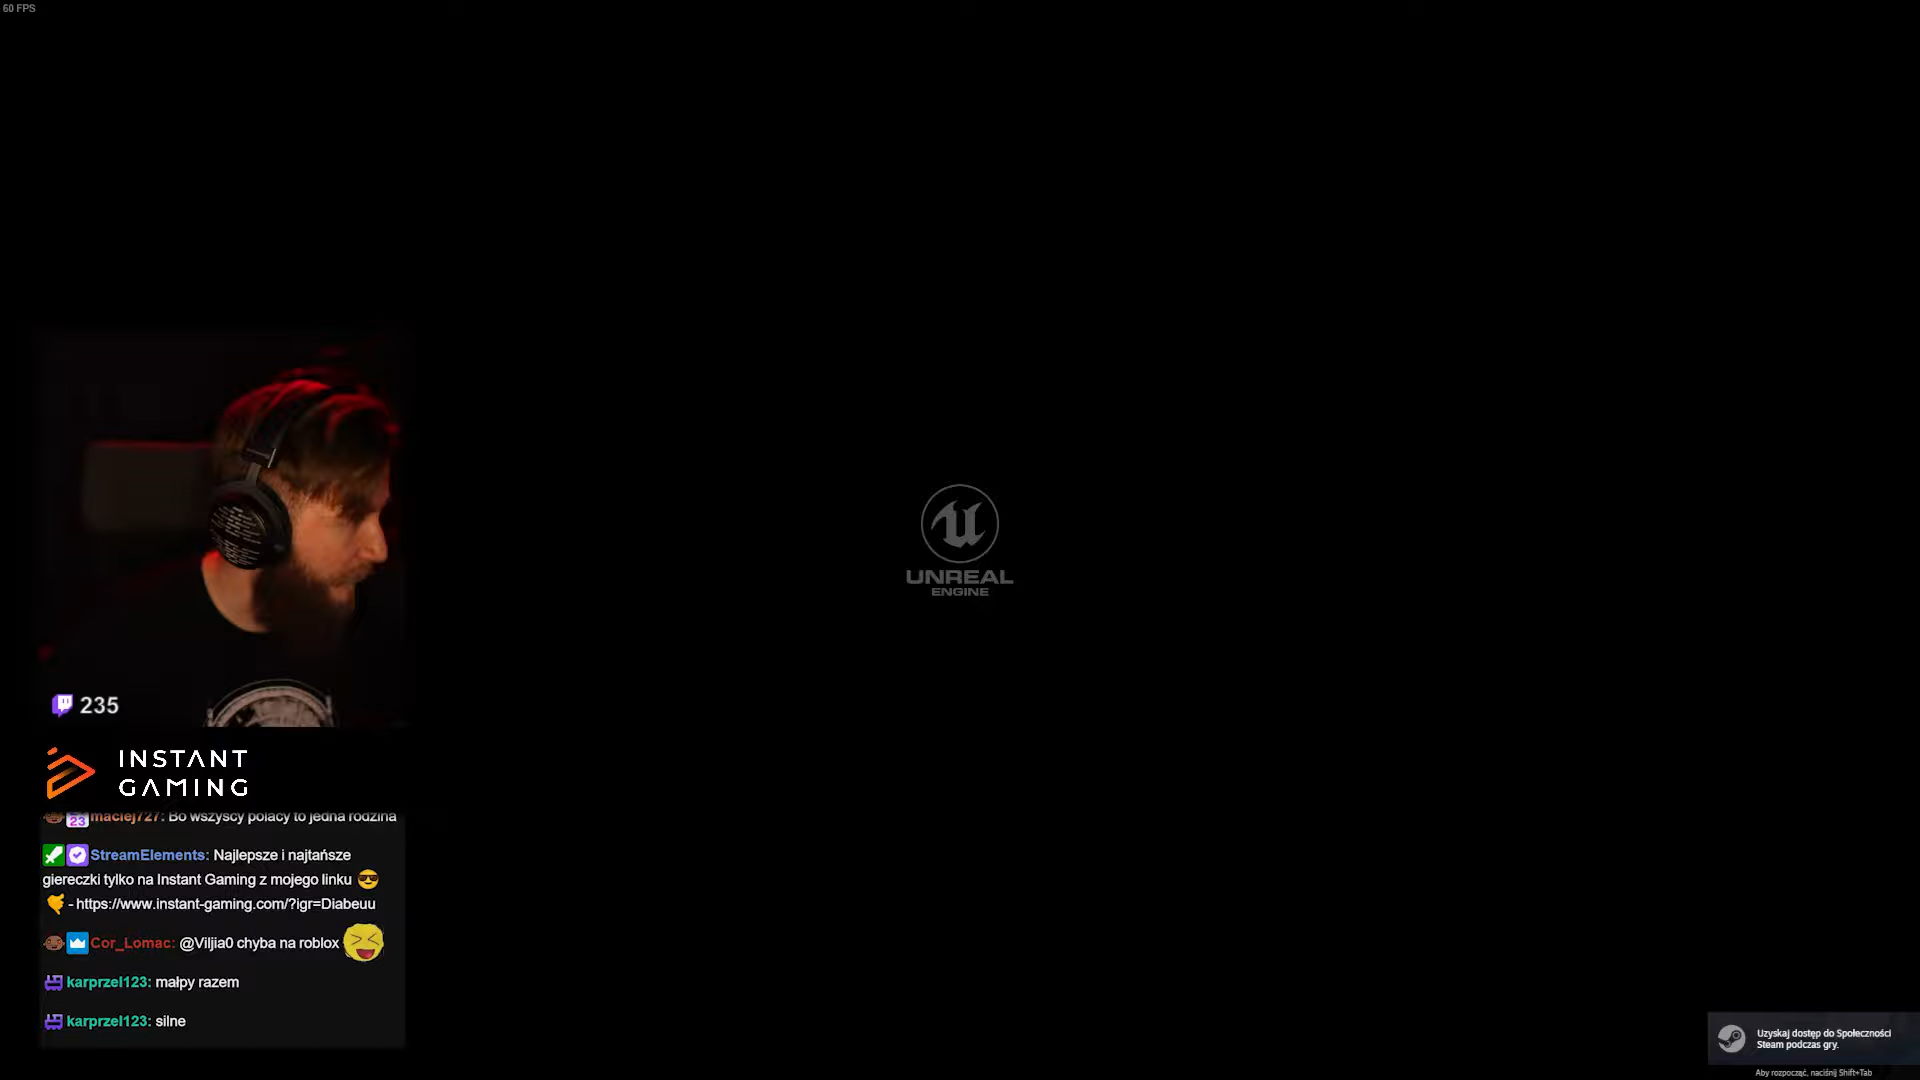 60 FPS
UNREAL
ENGINE
235
INSTANT
GAMING
23 maciej727: Bo wszyscy polacy to jedna rodzina
StreamElements: Najlepsze i najtańsze
giereczki tylko na Instant Gaming z mojego linku
- https://www.instant-gaming.com/?igr=Diabeuu
Cor_Lomac: @Viljia0 chyba na roblox
karprzel123: małpy razem
karprzel123: silne
Uzyskaj dostęp do Społeczności
Steam podczas gry.
Aby rozpocząć, naciśnij Shift+Tab